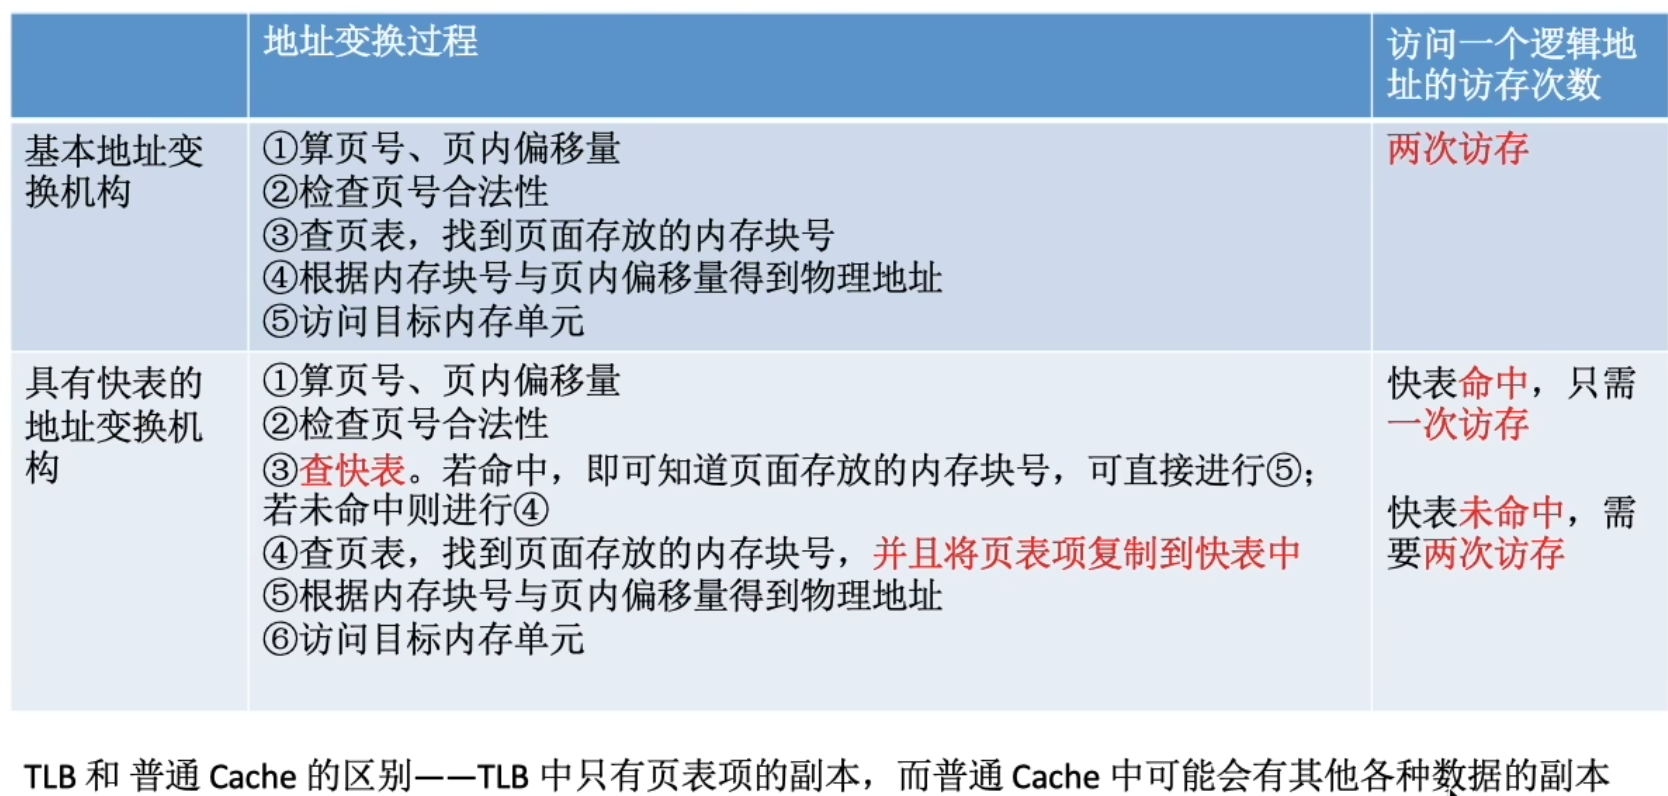 地址变换过程
访问一个逻辑地
址的访存次数
基本地址变
换机构
①算页号、页内偏移量
②检查页号合法性
③查页表，找到页面存放的内存块号
④根据内存块号与页内偏移量得到物理地址
⑤访问目标内存单元
两次访存
具有快表的
地址变换机
构
①算页号、页内偏移量
②检查页号合法性
③查快表。若命中，即可知道页面存放的内存块号，可直接进行⑤；
若未命中则进行④
④查页表，找到页面存放的内存块号，并且将页表项复制到快表中
⑤根据内存块号与页内偏移量得到物理地址
⑥访问目标内存单元
快表命中，只需
一次访存
快表未命中，需
要两次访存
TLB 和 普通 Cache 的区别——TLB 中只有页表项的副本，而普通 Cache 中可能会有其他各种数据的副本